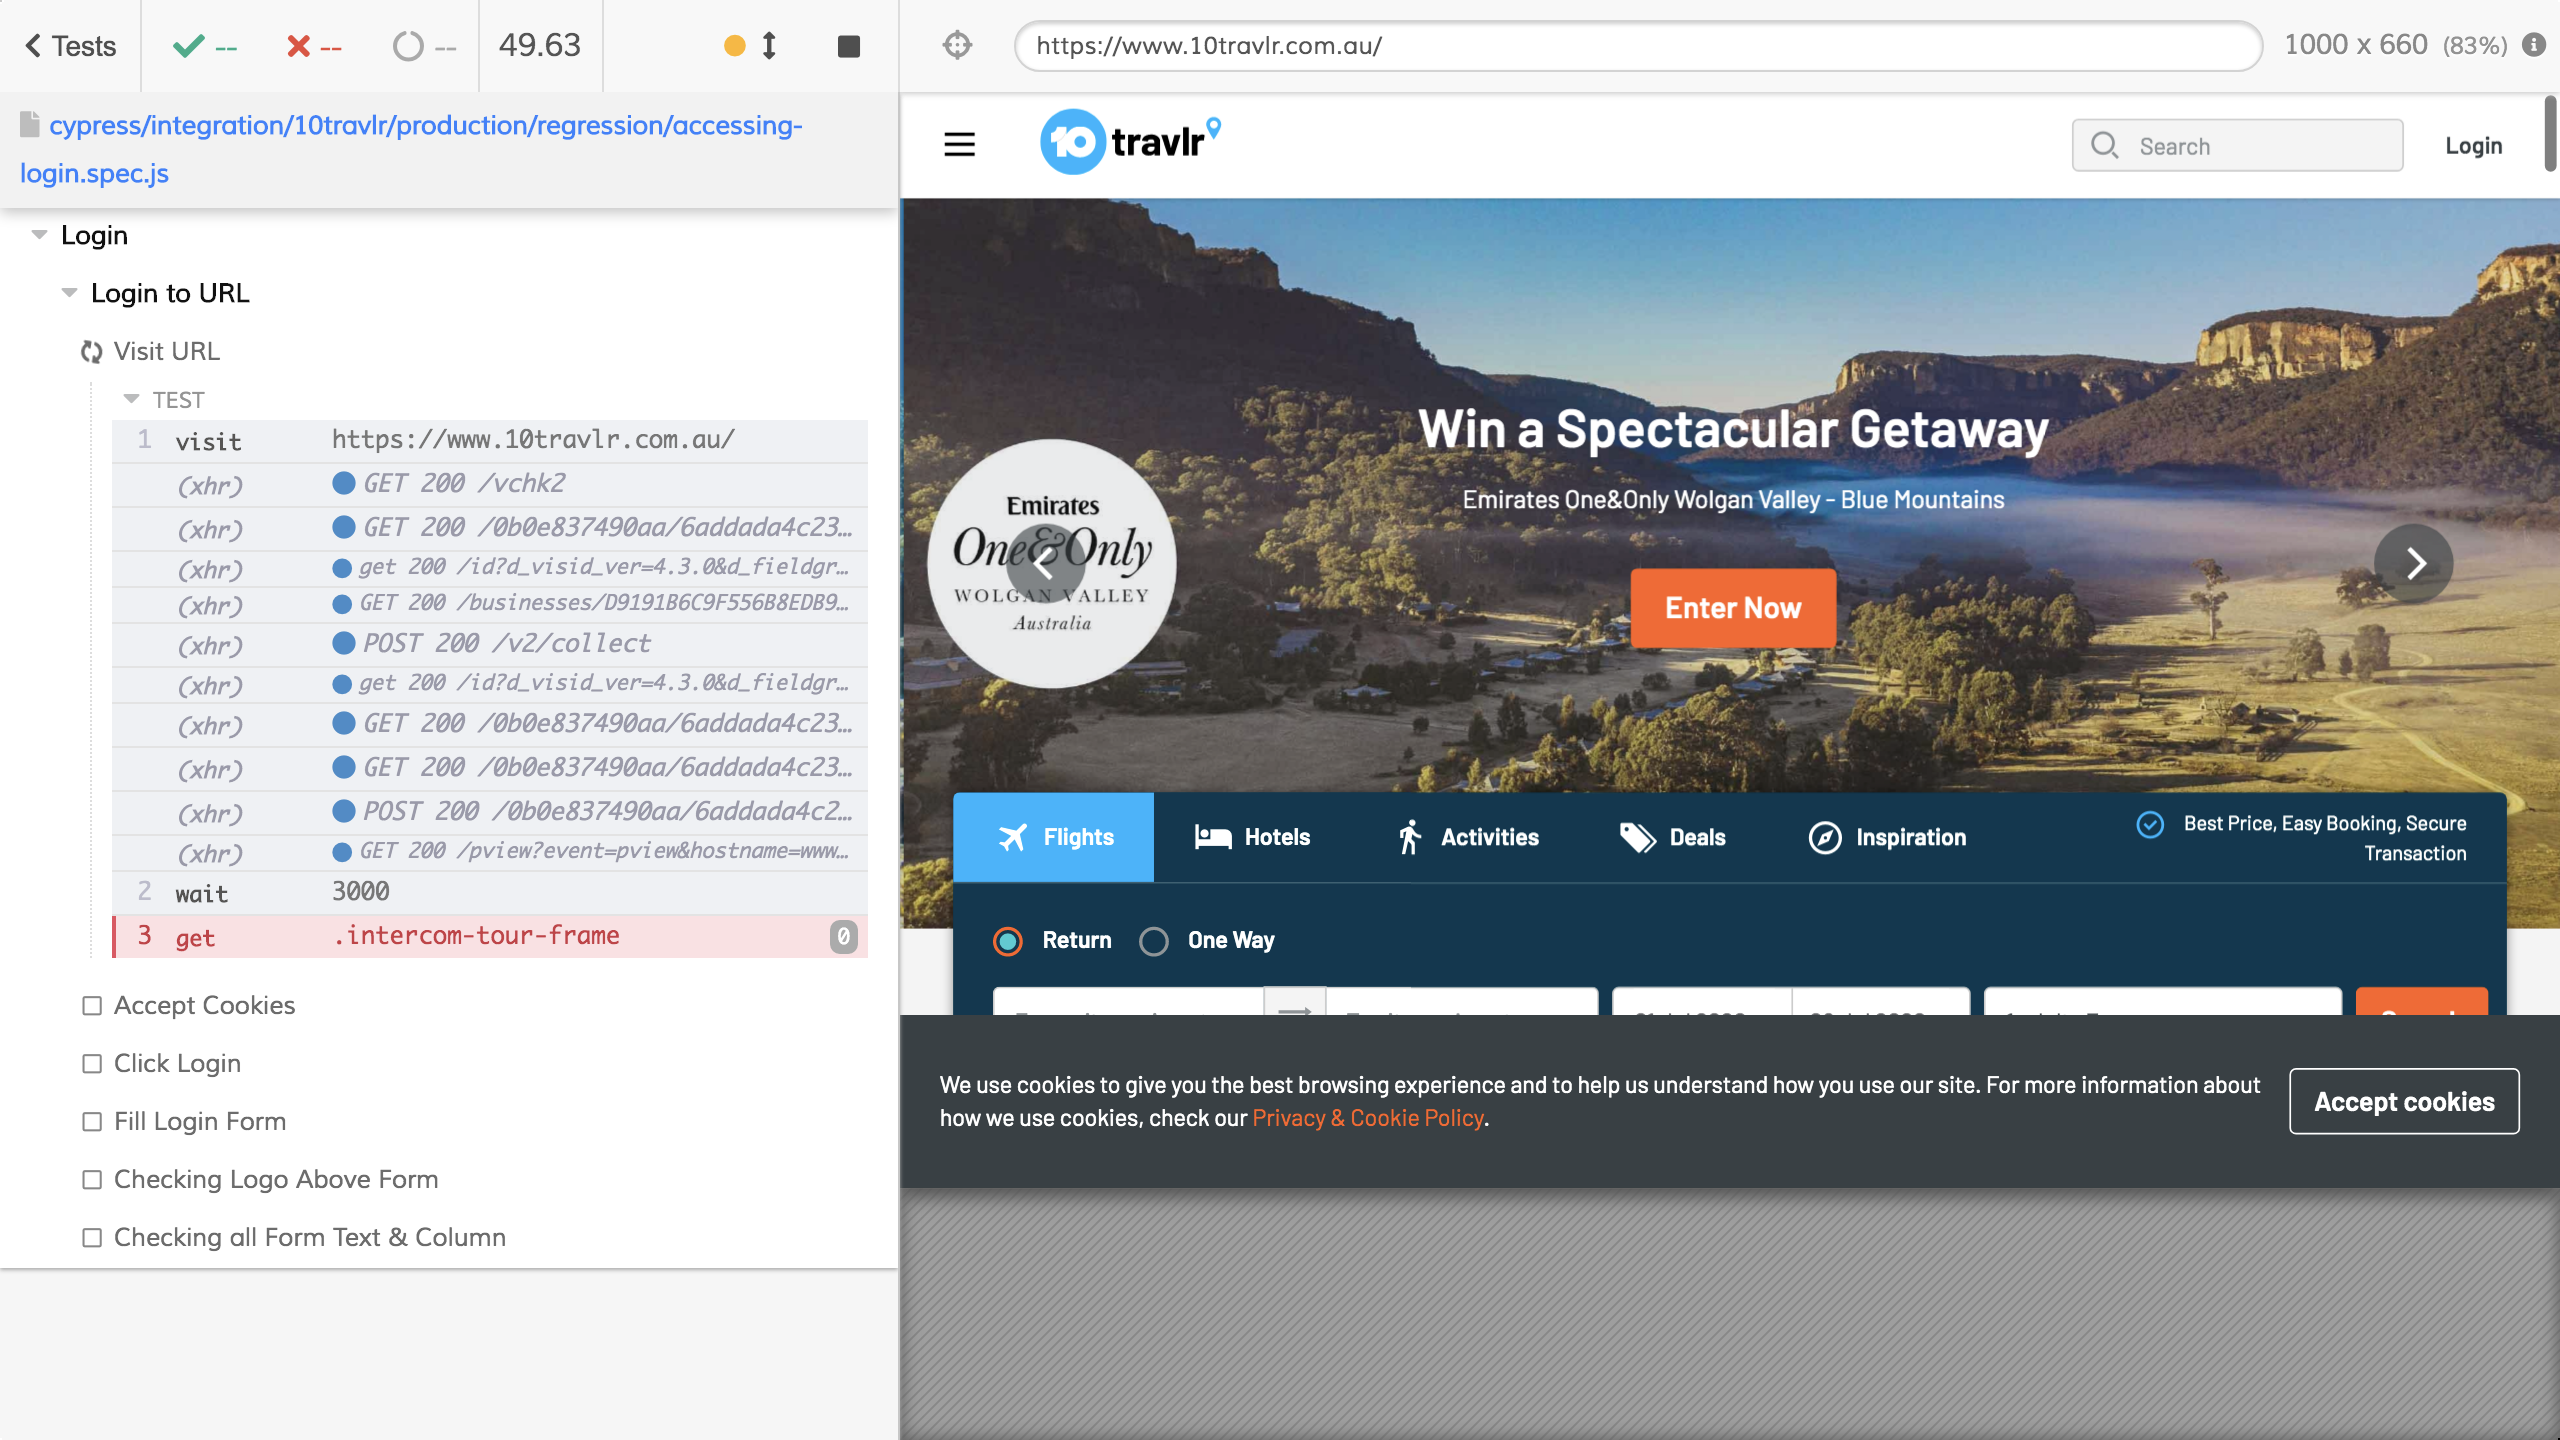 Tests
--
--
--
49.63
https://www.10travlr.com.au/
1000 x 660 (83%)
cypress/integration/10travlr/production/regression/accessing-
login.spec.js
Login
Login to URL
Visit URL
TEST
1 visit https://www.10travlr.com.au/
(xhr) GET 200 /vchk2
(xhr) GET 200 /0b0e837490aa/6addada4c23...
(xhr) get 200 /id?d_visid_ver=4.3.0&d_fieldgr...
(xhr) GET 200 /businesses/D9191B6C9F556B8EDB9...
(xhr) POST 200 /v2/collect
(xhr) get 200 /id?d_visid_ver=4.3.0&d_fieldgr...
(xhr) GET 200 /0b0e837490aa/6addada4c23...
(xhr) GET 200 /0b0e837490aa/6addada4c23...
(xhr) POST 200 /0b0e837490aa/6addada4c2...
(xhr) GET 200 /pview?event=pview&hostname=www...
2 wait 3000
3 get .intercom-tour-frame 0
Accept Cookies
Click Login
Fill Login Form
Checking Logo Above Form
Checking all Form Text & Column
10 travlr
Search
Login
Win a Spectacular Getaway
Emirates One&Only Wolgan Valley - Blue Mountains
Enter Now
Emirates
One&Only
WOLGAN VALLEY
Australia
Flights
Hotels
Activities
Deals
Inspiration
Best Price, Easy Booking, Secure
Transaction
Return
One Way
We use cookies to give you the best browsing experience and to help us understand how you use our site. For more information about
how we use cookies, check our Privacy & Cookie Policy.
Accept cookies